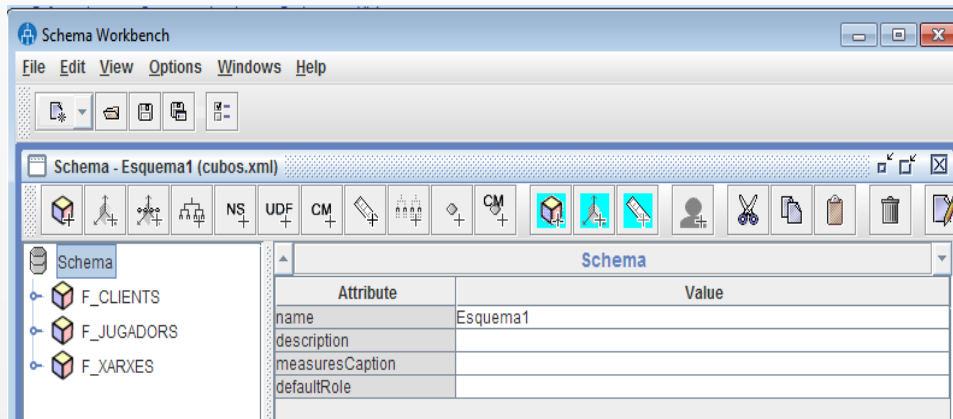 Schema Workbench
File Edit View Options Windows Help
Schema - Esquema1 (cubos.xml)
NS UDF CM CM
Schema
F_CLIENTS
F_JUGADORS
F_XARXES
Schema
Attribute Value
name Esquema1
description
measuresCaption
defaultRole